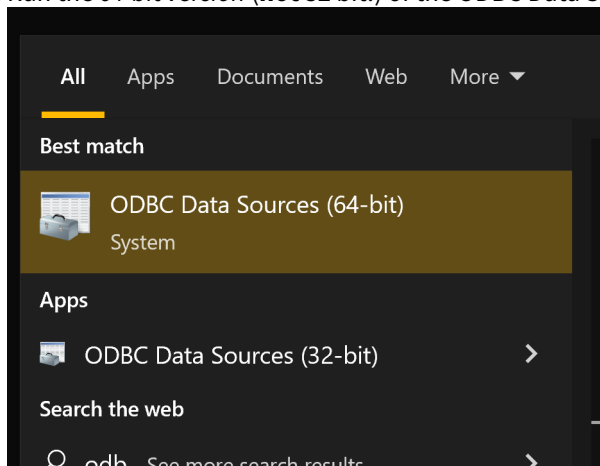 All Apps Documents Web More
Best match
ODBC Data Sources (64-bit)
System
Apps
ODBC Data Sources (32-bit)
Search the web
odb - See more search results